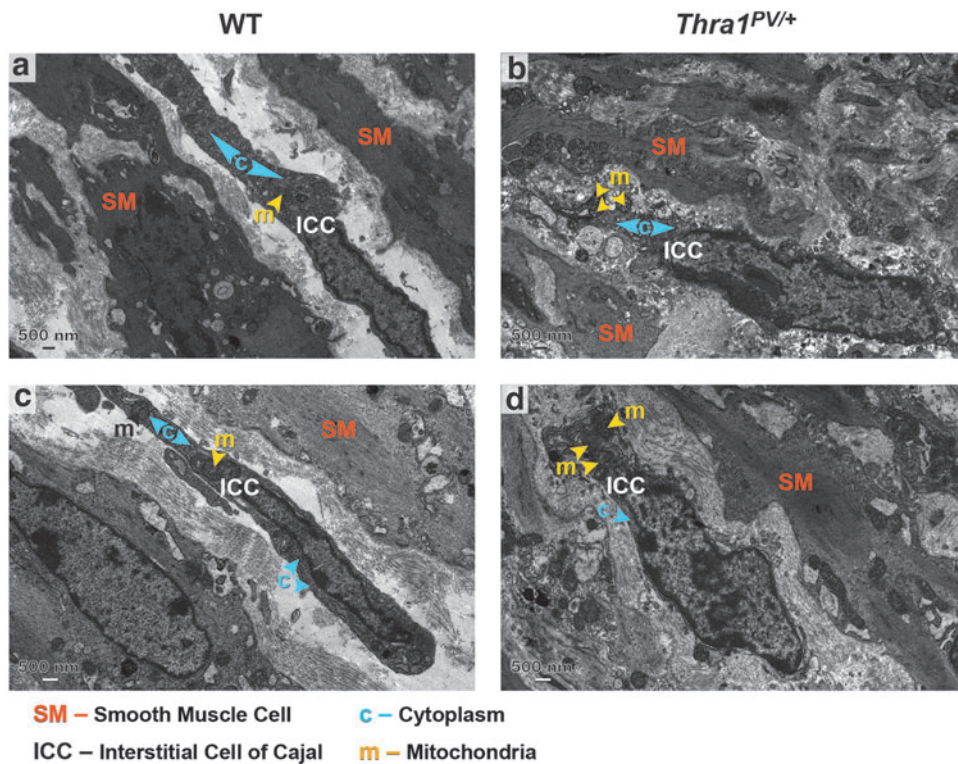 WT
Thra1PV/+
a
SM
c
SM
m
ICC
500 nm
b
SM
m
c
ICC
SM
500 nm
c
m
c
m
SM
ICC
c
500 nm
d
m
m
SM
ICC
c
500 nm
SM – Smooth Muscle Cell
c – Cytoplasm
ICC – Interstitial Cell of Cajal
m – Mitochondria